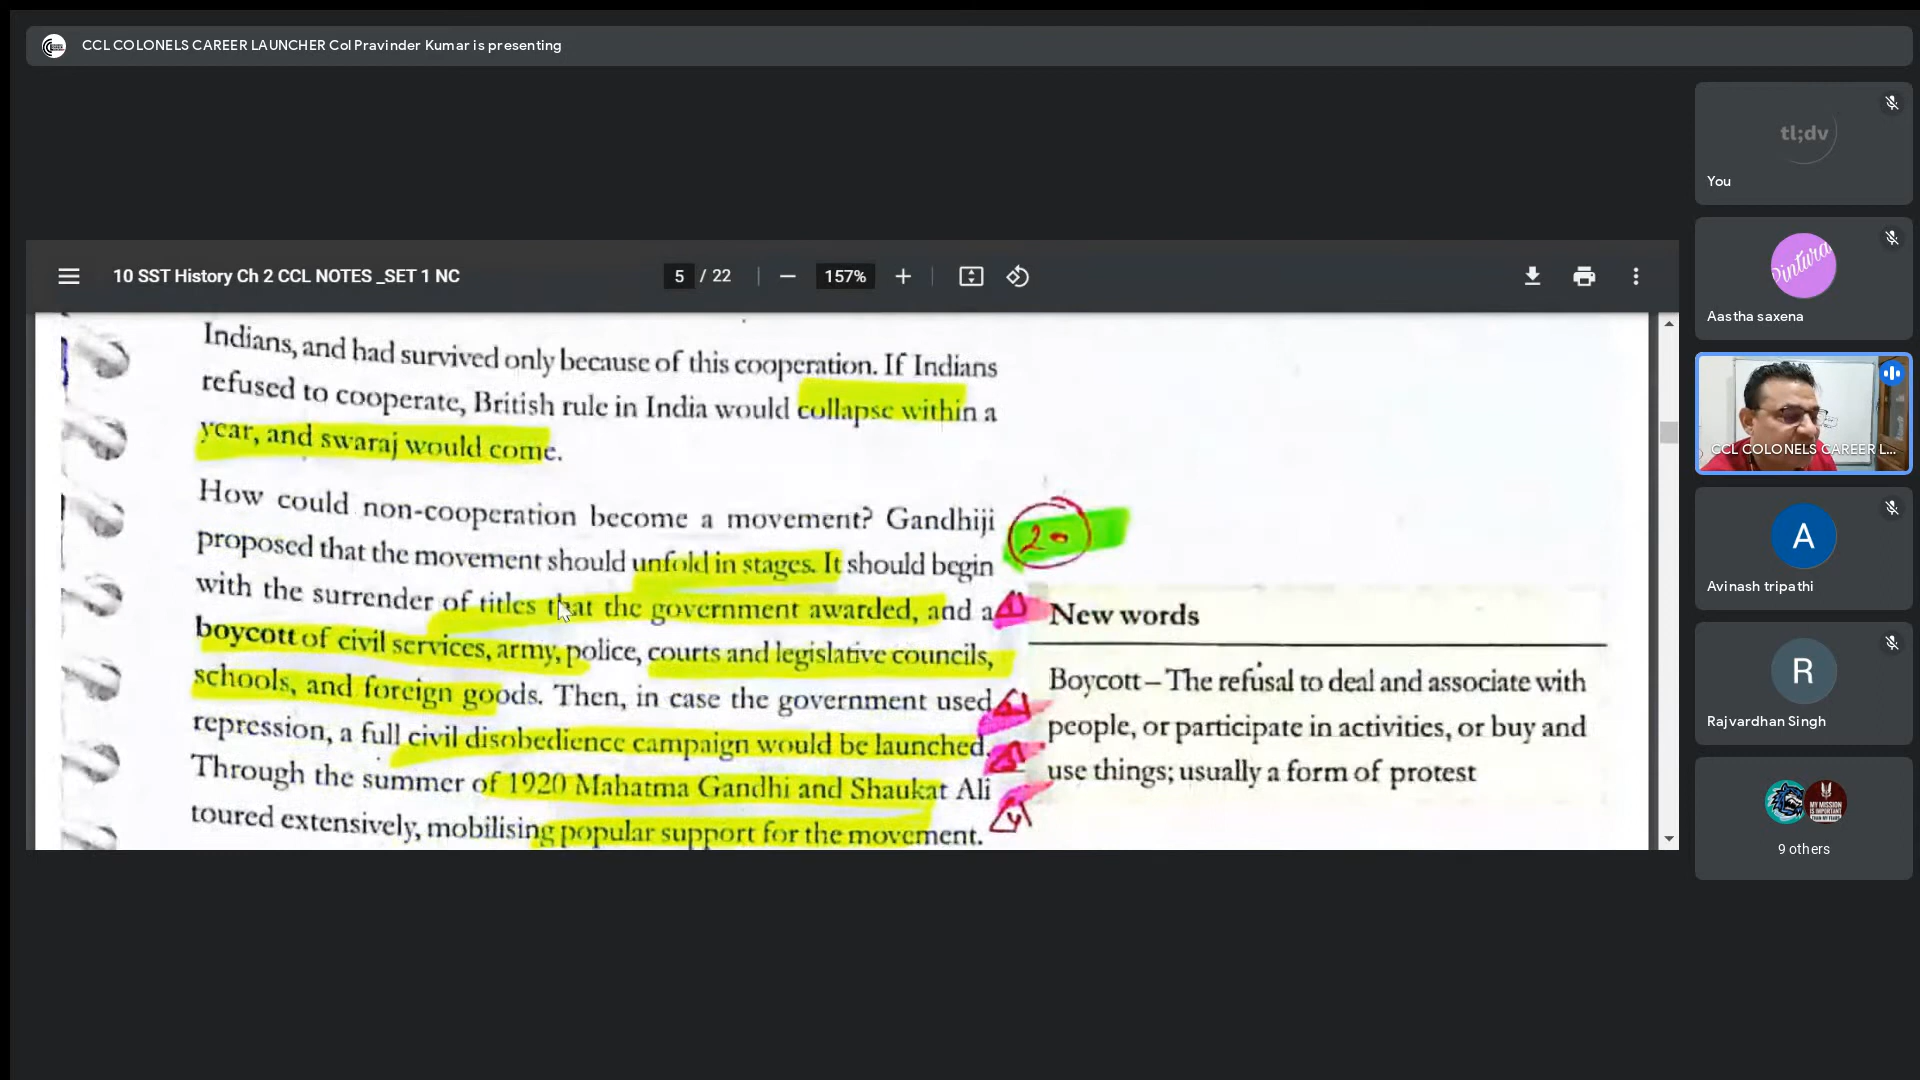 CCL COLONELS CAREER LAUNCHER Col Pravinder Kumar is presenting
10 SST History Ch 2 CCL NOTES _SET 1 NC
5 / 22
157%
Indians, and had survived only because of this cooperation. If Indians
refused to cooperate, British rule in India would collapse within a
year, and swaraj would come.
How could non-cooperation become a movement? Gandhiji
proposed that the movement should unfold in stages. It should begin
with the surrender of titles that the government awarded, and a
boycott of civil services, army, police, courts and legislative councils,
schools, and foreign goods. Then, in case the government used
repression, a full civil disobedience campaign would be launched.
Through the summer of 1920 Mahatma Gandhi and Shaukat Ali
toured extensively, mobilising popular support for the movement.
20
New words
Boycott – The refusal to deal and associate with
people, or participate in activities, or buy and
use things; usually a form of protest
tl;dv
You
Pintura
Aastha saxena
CCL COLONELS CAREER L...
A
Avinash tripathi
R
Rajvardhan Singh
MY MISSION
IS IMPORTANT
9 others